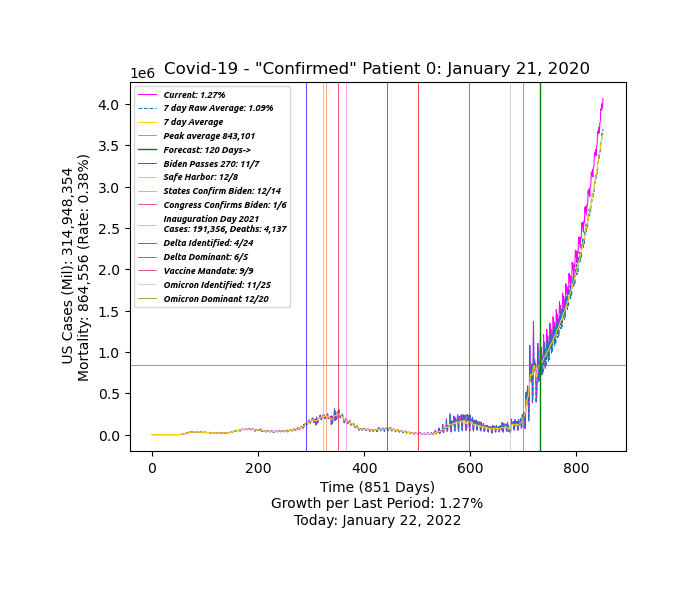 Covid-19 - "Confirmed" Patient 0: January 21, 2020
1e6
Current: 1.27%
7 day Raw Average: 1.09%
7 day Average
Peak average 843,101
Forecast: 120 Days->
Biden Passes 270: 11/7
Safe Harbor: 12/8
States Confirm Biden: 12/14
Congress Confirms Biden: 1/6
Inauguration Day 2021
Cases: 191,356, Deaths: 4,137
Delta Identified: 4/24
Delta Dominant: 6/5
Vaccine Mandate: 9/9
Omicron Identified: 11/25
Omicron Dominant 12/20
4.0
3.5
3.0
2.5
2.0
1.5
1.0
0.5
0.0
US Cases (Mil): 314,948,354
Mortality: 864,556 (Rate: 0.38%)
0 200 400 600 800
Time (851 Days)
Growth per Last Period: 1.27%
Today: January 22, 2022